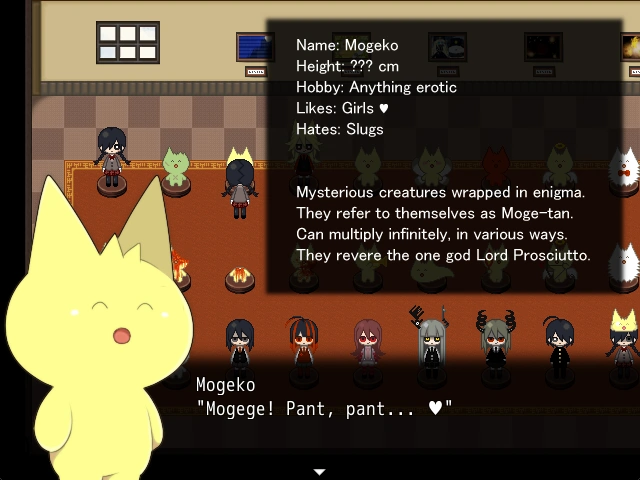 Name: Mogeko
Height: ??? cm
Hobby: Anything erotic
Likes: Girls ♥
Hates: Slugs
Mysterious creatures wrapped in enigma.
They refer to themselves as Moge-tan.
Can multiply infinitely, in various ways.
They revere the one god Lord Prosciutto.
Mogeko
"Mogege! Pant, pant... ♥"